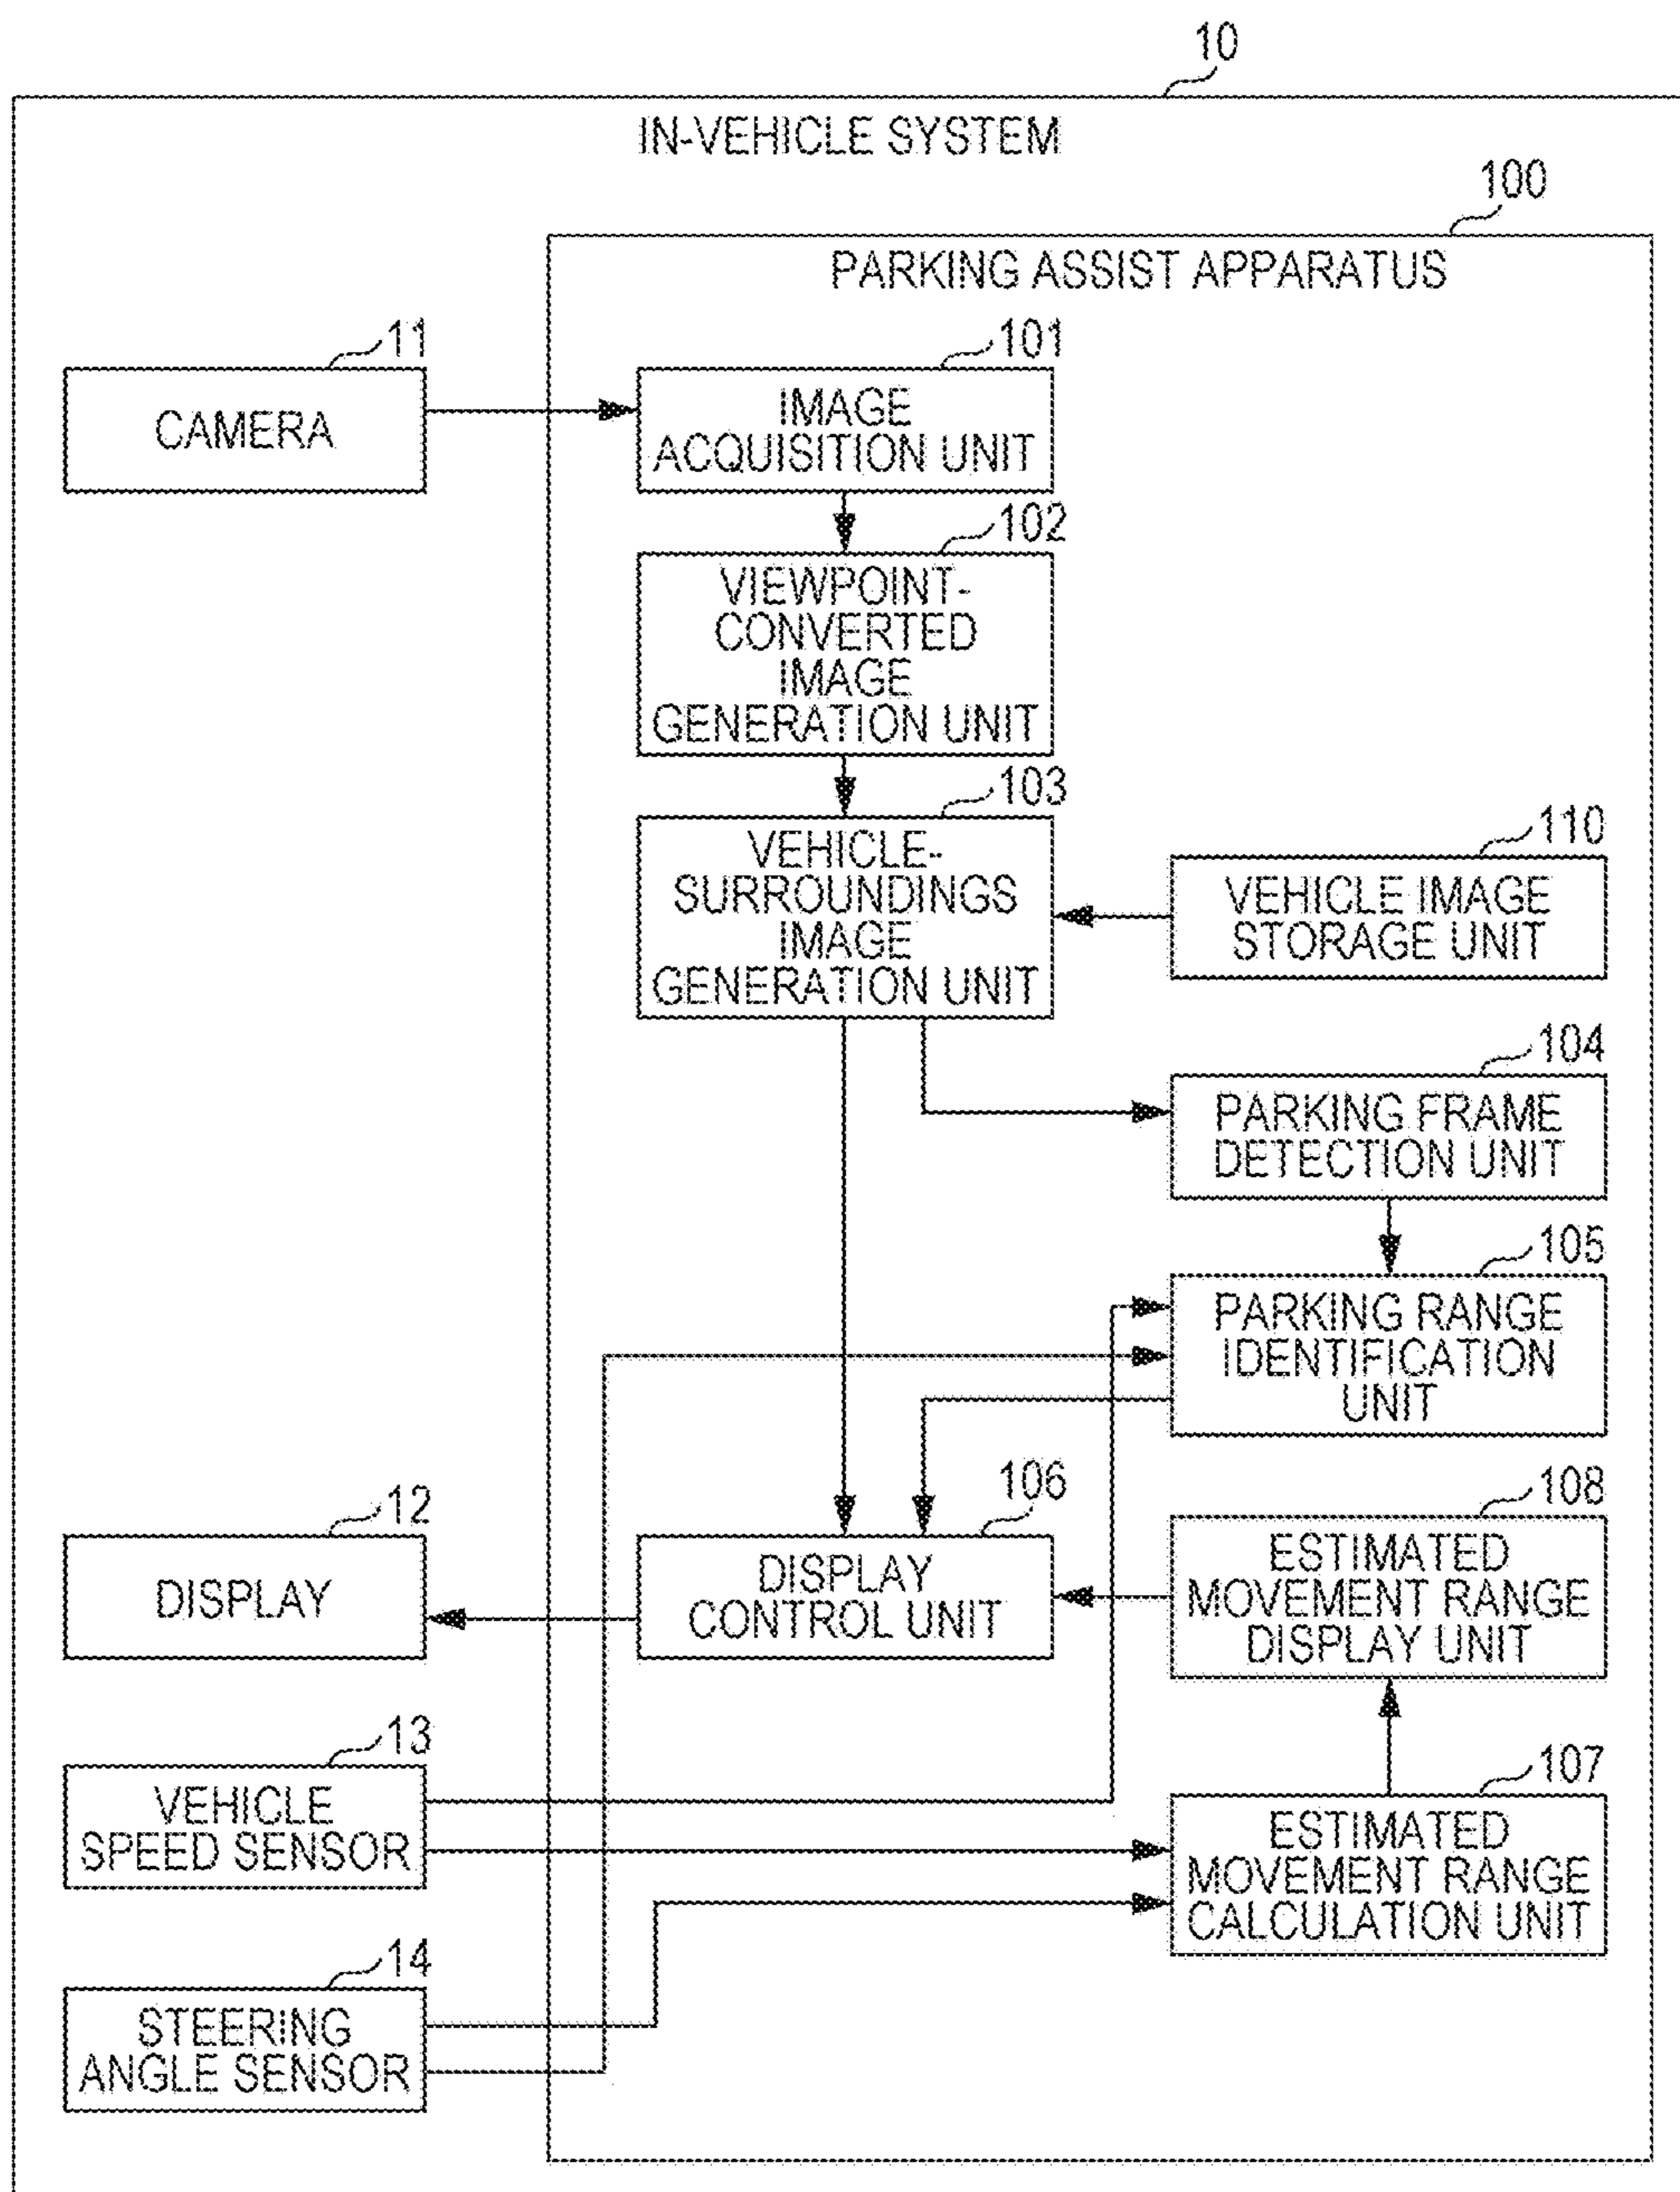 10
IN-VEHICLE SYSTEM
100
PARKING ASSIST APPARATUS
11
CAMERA
101
IMAGE
ACQUISITION UNIT
102
VIEWPOINT-
CONVERTED
IMAGE
GENERATION UNIT
103
VEHICLE-
SURROUNDINGS
IMAGE
GENERATION UNIT
110
VEHICLE IMAGE
STORAGE UNIT
104
PARKING FRAME
DETECTION UNIT
105
PARKING RANGE
IDENTIFICATION
UNIT
12
DISPLAY
106
DISPLAY
CONTROL UNIT
108
ESTIMATED
MOVEMENT RANGE
DISPLAY UNIT
13
VEHICLE
SPEED SENSOR
107
ESTIMATED
MOVEMENT RANGE
CALCULATION UNIT
14
STEERING
ANGLE SENSOR